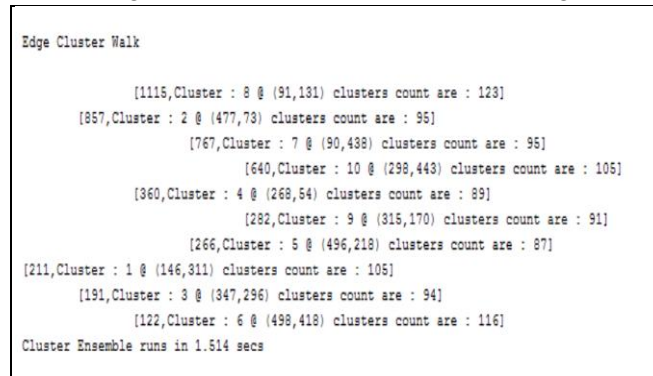 Edge Cluster Walk
[1115,Cluster : 8 @ (91,131) clusters count are : 123]
[857,Cluster : 2 @ (477,73) clusters count are : 95]
[767,Cluster : 7 @ (90,438) clusters count are : 95]
[640,Cluster : 10 @ (298,443) clusters count are : 105]
[360,Cluster : 4 @ (268,54) clusters count are : 89]
[282,Cluster : 9 @ (315,170) clusters count are : 91]
[266,Cluster : 5 @ (496,218) clusters count are : 87]
[211,Cluster : 1 @ (146,311) clusters count are : 105]
[191,Cluster : 3 @ (347,296) clusters count are : 94]
[122,Cluster : 6 @ (498,418) clusters count are : 116]
Cluster Ensemble runs in 1.514 secs